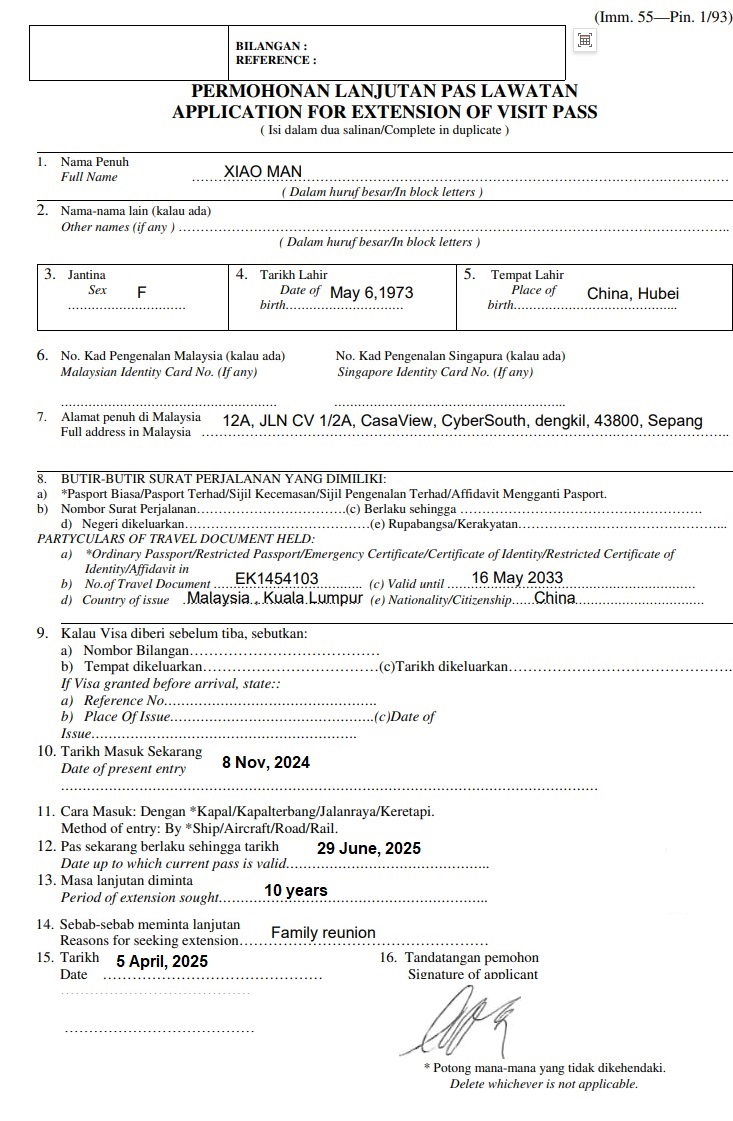 (Imm. 55—Pin. 1/93)
BILANGAN :
REFERENCE :
PERMOHONAN LANJUTAN PAS LAWATAN
APPLICATION FOR EXTENSION OF VISIT PASS
( Isi dalam dua salinan/Complete in duplicate )
1. Nama Penuh
Full Name ........ XIAO MAN
( Dalam huruf besar/In block letters )
2. Nama-nama lain (kalau ada)
Other names (if any ) ........
( Dalam huruf besar/In block letters )
3. Jantina
Sex F
4. Tarikh Lahir
Date of May 6,1973
birth........
5. Tempat Lahir
Place of China, Hubei
birth........
6. No. Kad Pengenalan Malaysia (kalau ada) No. Kad Pengenalan Singapura (kalau ada)
Malaysian Identity Card No. (If any) Singapore Identity Card No. (If any)
7. Alamat penuh di Malaysia 12A, JLN CV 1/2A, CasaView, CyberSouth, dengkil, 43800, Sepang
Full address in Malaysia ........
8. BUTIR-BUTIR SURAT PERJALANAN YANG DIMILIKI:
a) *Pasport Biasa/Pasport Terhad/Sijil Kecemasan/Sijil Pengenalan Terhad/Affidavit Mengganti Pasport.
b) Nombor Surat Perjalanan........(c) Berlaku sehingga ........
d) Negeri dikeluarkan........(e) Rupabangsa/Kerakyatan........
PARTYCULARS OF TRAVEL DOCUMENT HELD:
a) *Ordinary Passport/Restricted Passport/Emergency Certificate/Certificate of Identity/Restricted Certificate of
Identity/Affidavit in
b) No.of Travel Document EK1454103 (c) Valid until 16 May 2033
d) Country of issue Malaysia , Kuala Lumpur (e) Nationality/Citizenship China
9. Kalau Visa diberi sebelum tiba, sebutkan:
a) Nombor Bilangan........
b) Tempat dikeluarkan........(c)Tarikh dikeluarkan........
If Visa granted before arrival, state::
a) Reference No........
b) Place Of Issue........(c)Date of
Issue........
10. Tarikh Masuk Sekarang
Date of present entry 8 Nov, 2024
11. Cara Masuk: Dengan *Kapal/Kapalterbang/Jalanraya/Keretapi.
Method of entry: By *Ship/Aircraft/Road/Rail.
12. Pas sekarang berlaku sehingga tarikh 29 June, 2025
Date up to which current pass is valid........
13. Masa lanjutan diminta
Period of extension sought 10 years
14. Sebab-sebab meminta lanjutan
Reasons for seeking extension Family reunion
15. Tarikh 5 April, 2025 16. Tandatangan pemohon
Date ........ Signature of applicant
* Potong mana-mana yang tidak dikehendaki.
Delete whichever is not applicable.